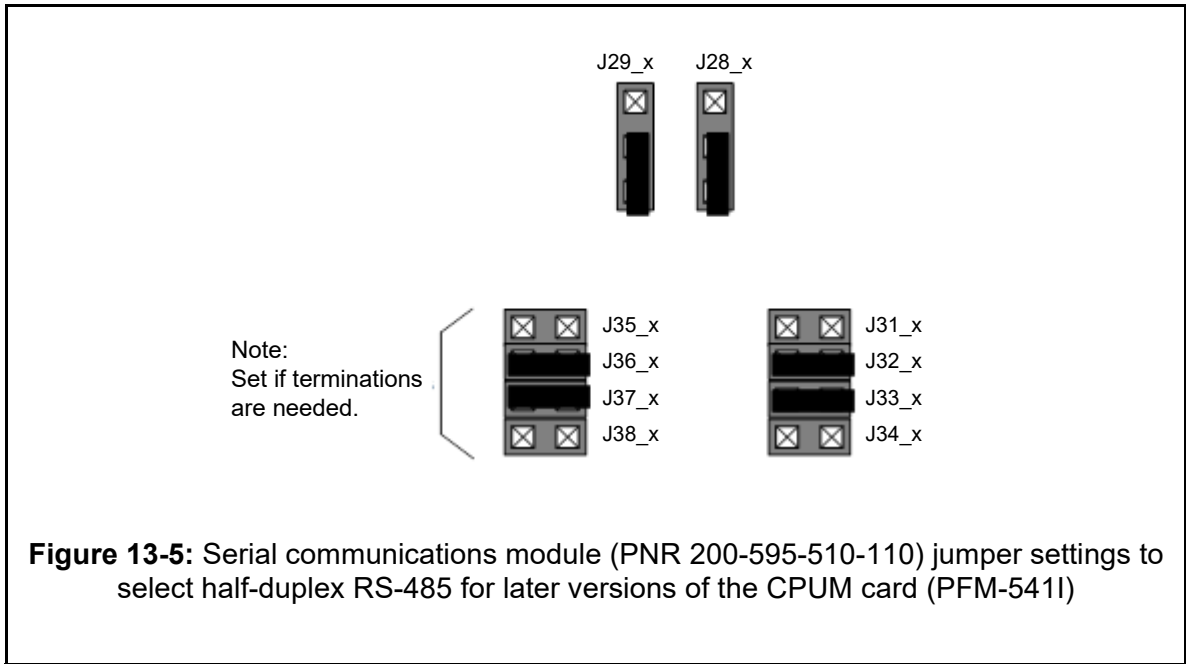 J29_x J28_x
J35_x J31_x
Note:
J36_x J32_x
Set if terminations
J37_x J33_x
are needed.
J38_x J34_x
Figure 13-5: Serial communications module (PNR 200-595-510-110) jumper settings to
select half-duplex RS-485 for later versions of the CPUM card (PFM-541I)